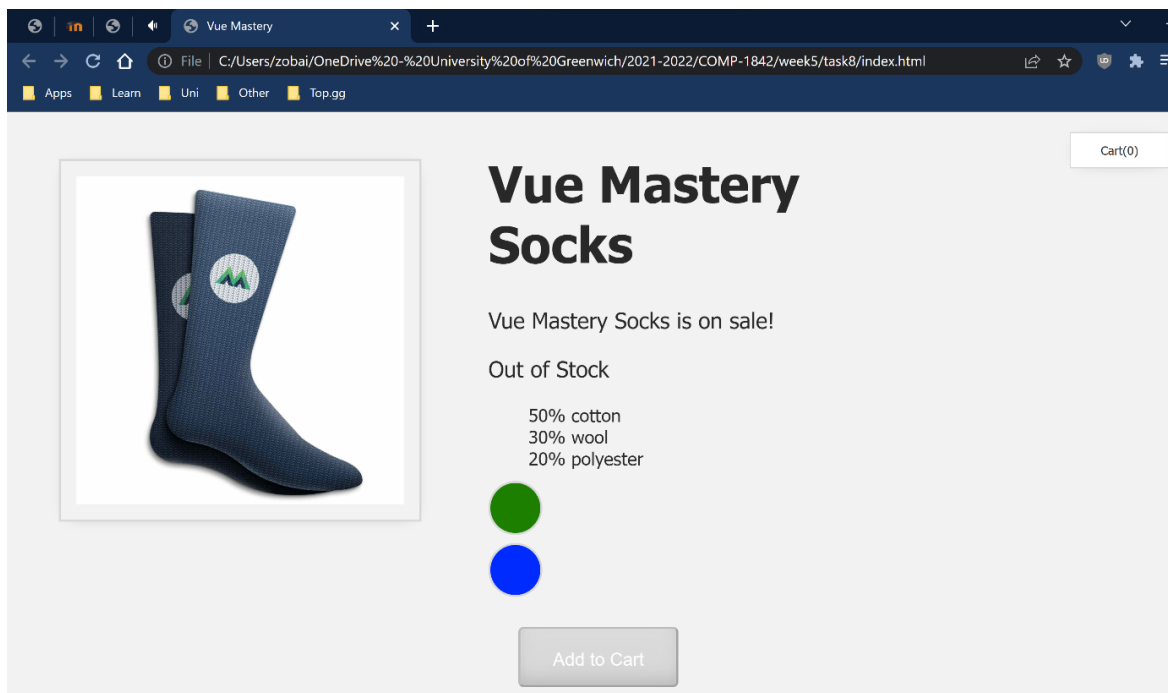 Vue Mastery
File
C:/Users/zobai/OneDrive%20-%20University%20of%20Greenwich/2021-2022/COMP-1842/week5/task8/index.html
Apps Learn Uni Other Top.gg
Cart(0)
Vue Mastery
Socks
Vue Mastery Socks is on sale!
Out of Stock
50% cotton
30% wool
20% polyester
Add to Cart